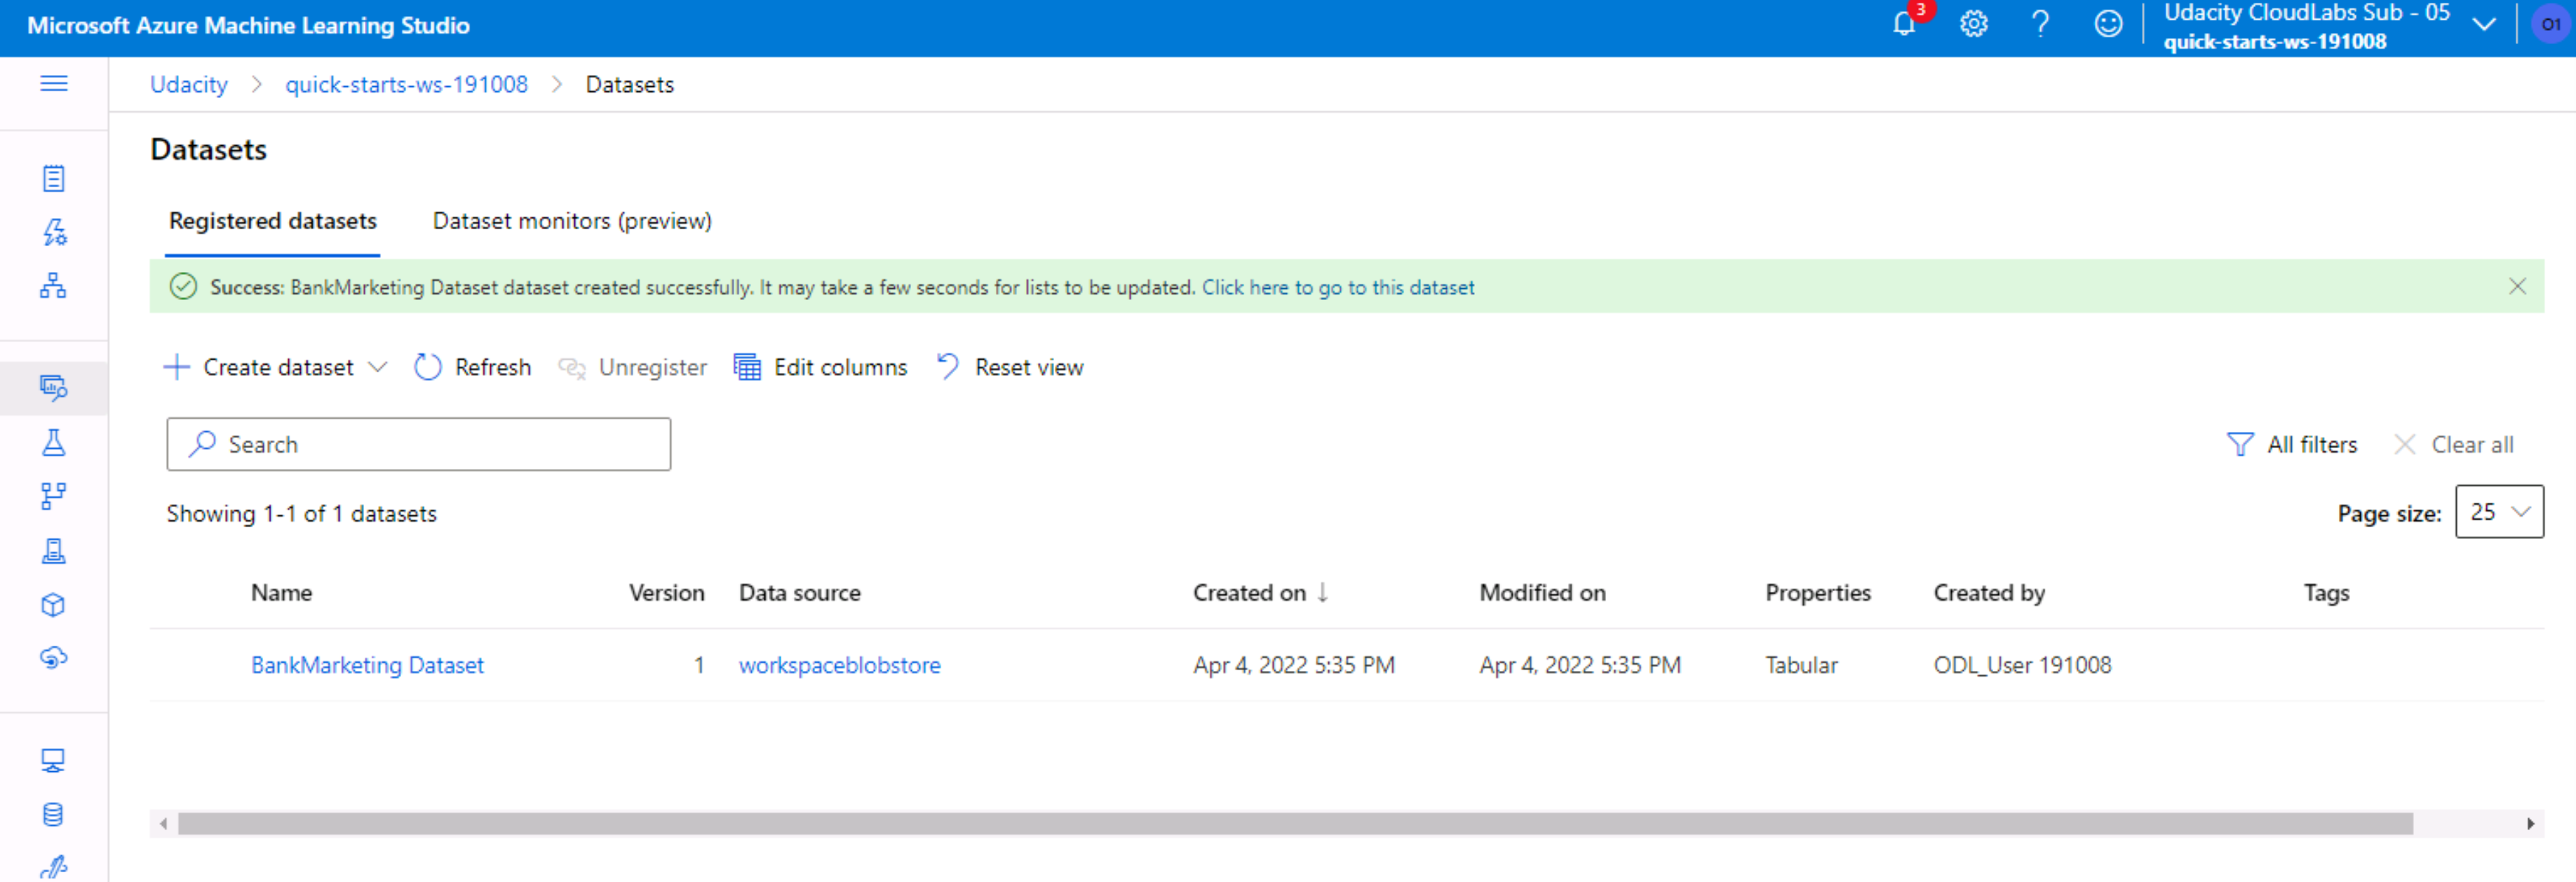 Microsoft Azure Machine Learning Studio
3
Udacity CloudLabs Sub - 05
quick-starts-ws-191008
O1
Udacity > quick-starts-ws-191008 > Datasets
Datasets
Registered datasets Dataset monitors (preview)
Success: BankMarketing Dataset dataset created successfully. It may take a few seconds for lists to be updated. Click here to go to this dataset
Create dataset Refresh Unregister Edit columns Reset view
Search
All filters Clear all
Showing 1-1 of 1 datasets
Page size: 25
Name Version Data source Created on ↓ Modified on Properties Created by Tags
BankMarketing Dataset 1 workspaceblobstore Apr 4, 2022 5:35 PM Apr 4, 2022 5:35 PM Tabular ODL_User 191008